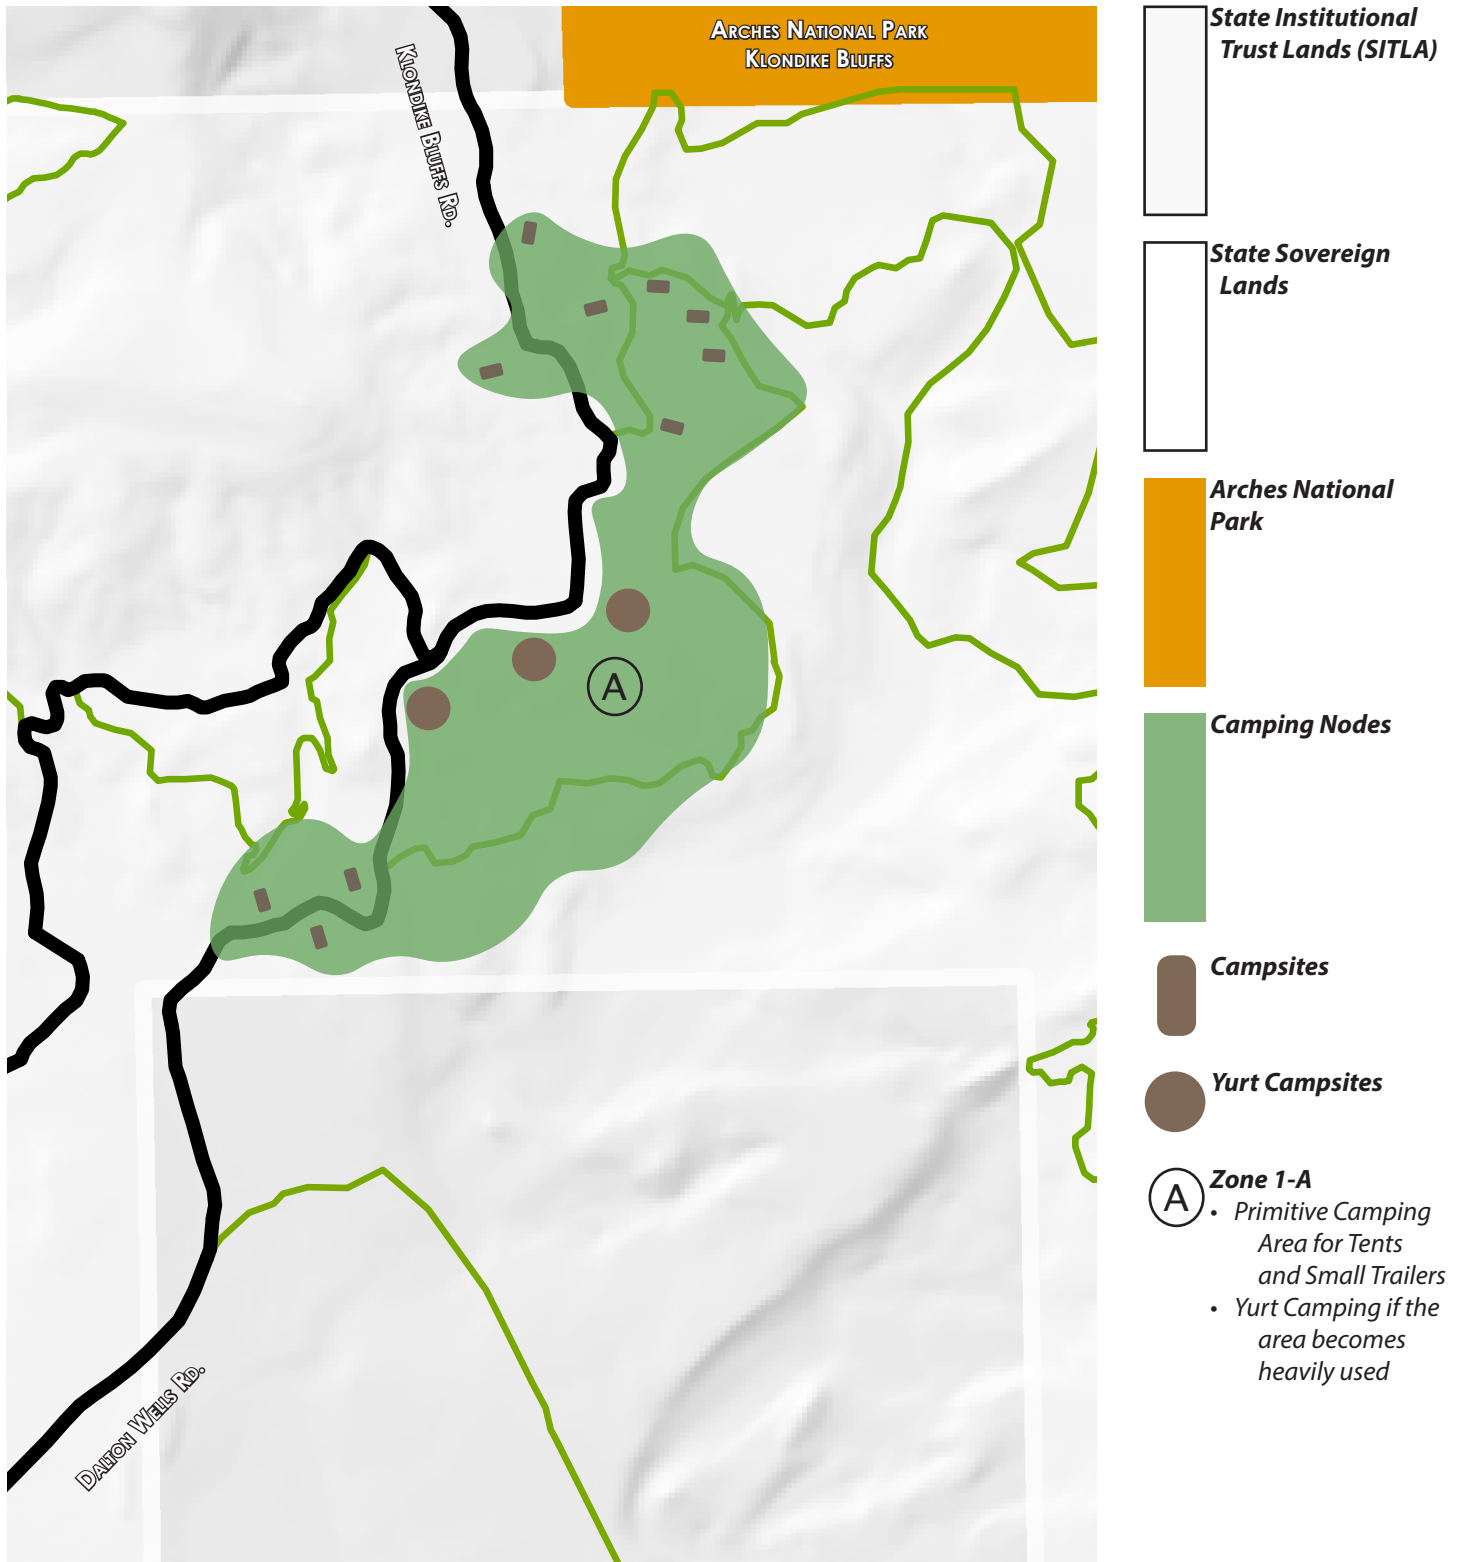 ARCHES NATIONAL PARK
KLONDIKE BLUFFS
KLONDIKE BLUFFS RD.
A
DALTON WELLS RD.
State Institutional
Trust Lands (SITLA)
State Sovereign
Lands
Arches National
Park
Camping Nodes
Campsites
Yurt Campsites
A
Zone 1-A
• Primitive Camping
Area for Tents
and Small Trailers
• Yurt Camping if the
area becomes
heavily used